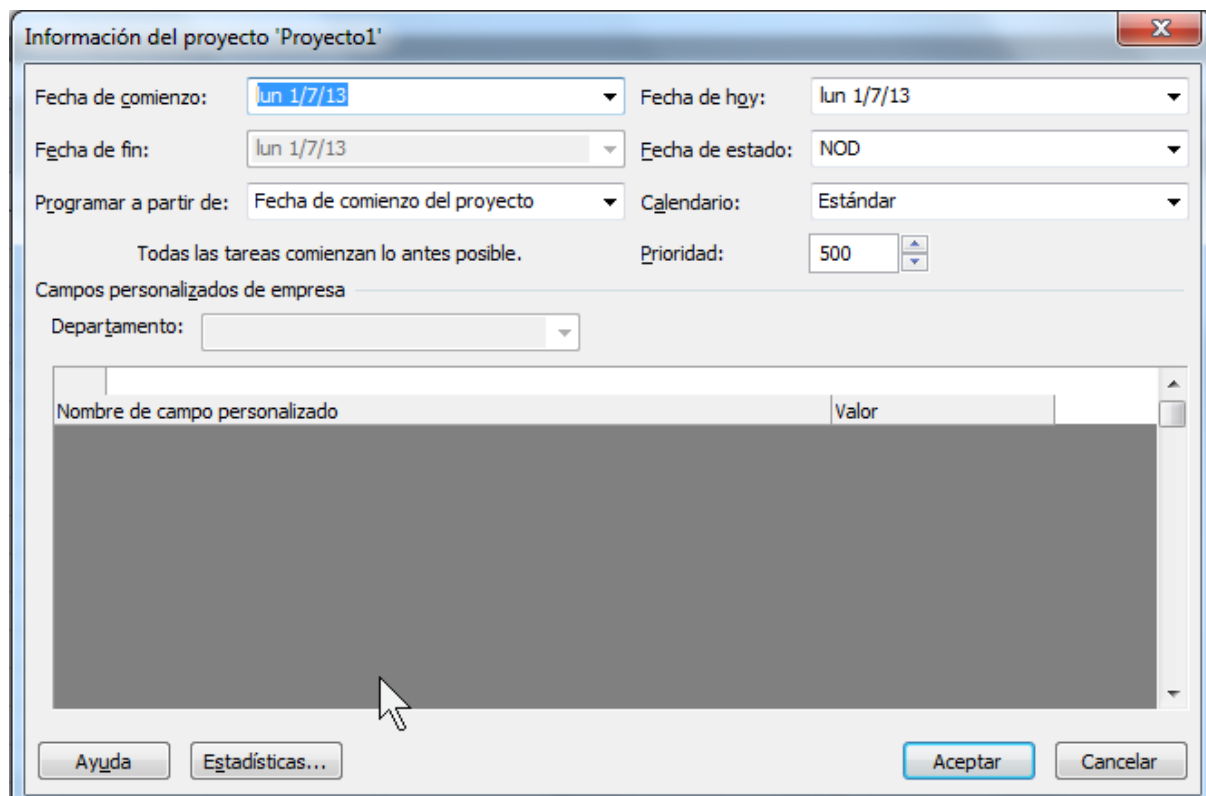 Información del proyecto 'Proyecto1'
Fecha de comienzo: lun 1/7/13 Fecha de hoy: lun 1/7/13
Fecha de fin: lun 1/7/13 Fecha de estado: NOD
Programar a partir de: Fecha de comienzo del proyecto Calendario: Estándar
Todas las tareas comienzan lo antes posible. Prioridad: 500
Campos personalizados de empresa
Departamento:
Nombre de campo personalizado Valor
Ayuda Estadísticas... Aceptar Cancelar